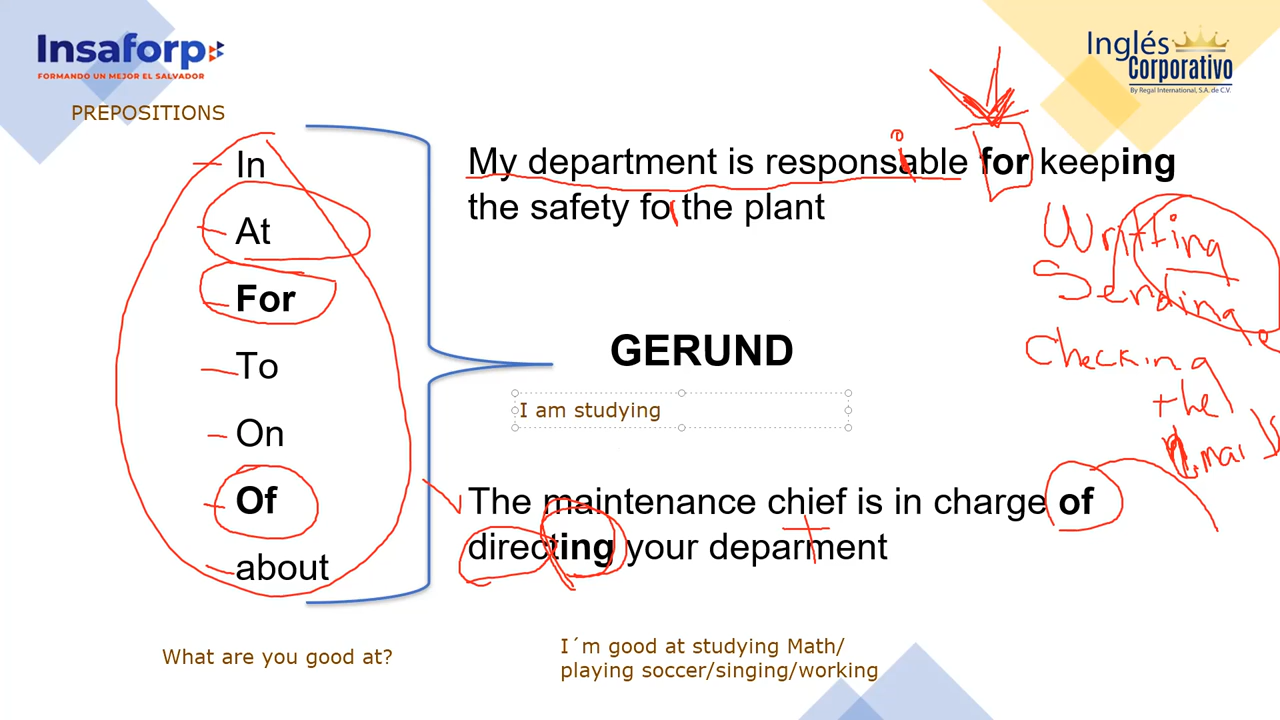 Insaforp
FORMANDO UN MEJOR EL SALVADOR
Inglés
Corporativo
By Regal International, S.A. de C.V.
PREPOSITIONS
In
At
For
To
On
Of
about
i
My department is responsable for keeping
the safety fo the plant
Writting
Sending
Checking
the
GERUND
I am studying
The maintenance chief is in charge of
directing your deparment
t
What are you good at?
I´m good at studying Math/
playing soccer/singing/working